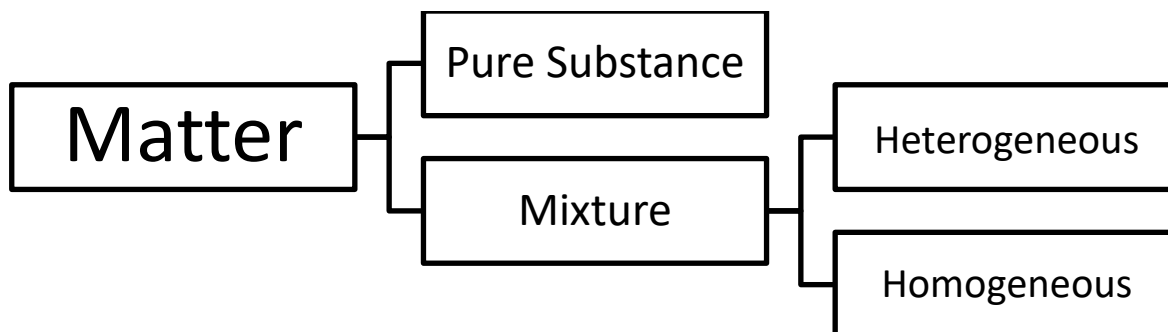 Matter
Pure Substance
Mixture
Heterogeneous
Homogeneous